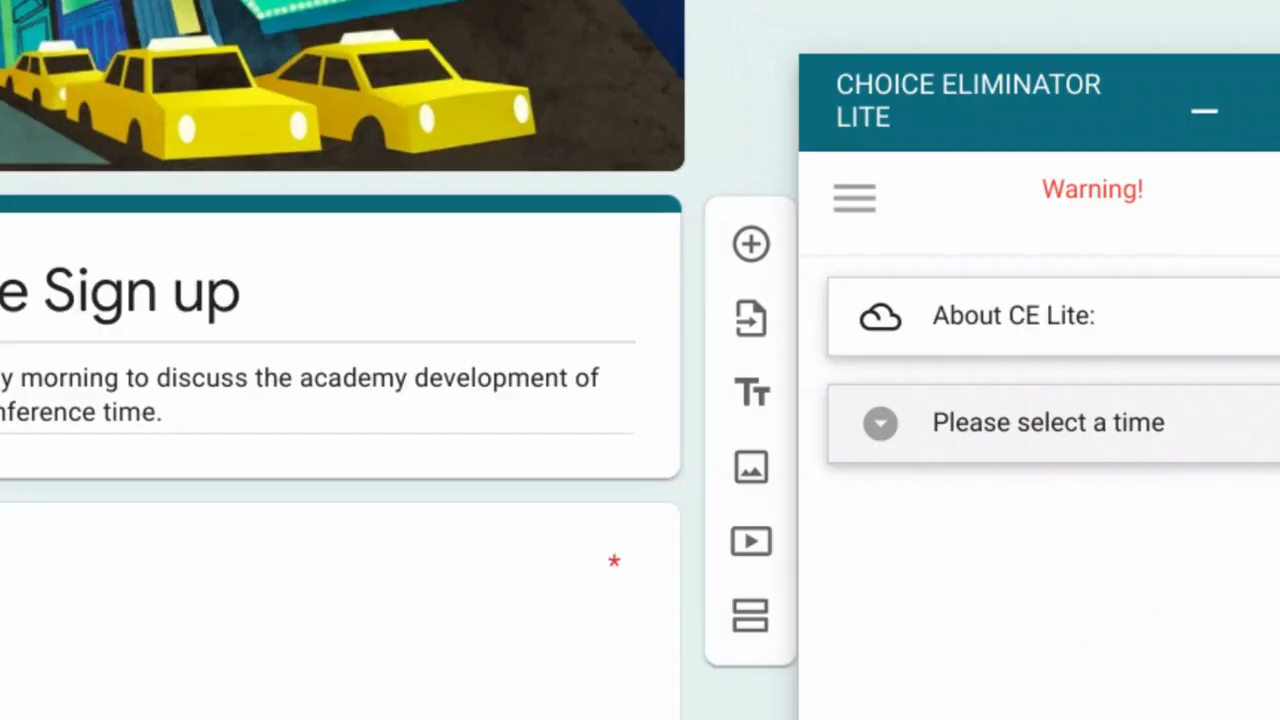 CHOICE ELIMINATOR
LITE
Warning!
e Sign up
About CE Lite:
y morning to discuss the academy development of
nference time.
Please select a time
*